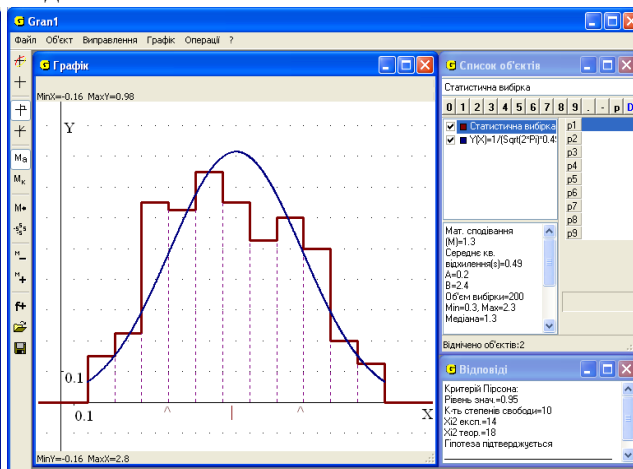 Gran1
Файл Об'єкт Виправлення Графік Операції ?
Графік
MinX=-0.16 MaxY=0.98
Y
0.1
0.1
X
MinY=-0.16 MaxX=2.8
Список об'єктів
Статистична вибірка
0 1 2 3 4 5 6 7 8 9 . - p D
Статистична вибірка
Y(X)=1/(Sqrt(2*Pi)*0.4
p1
p2
p3
p4
p5
p6
p7
p8
p9
Мат. сподівання
(M)=1.3
Середнє кв.
відхилення(s)=0.49
A=0.2
B=2.4
Об'єм вибірки=200
Min=0.3, Max=2.3
Медіана=1.3
Відмічено об'єктів:2
Відповіді
Критерій Пірсона:
Рівень знач.=0.95
К-ть степенів свободи=10
Xi2 експ.=14
Xi2 теор.=18
Гіпотеза підтверджується